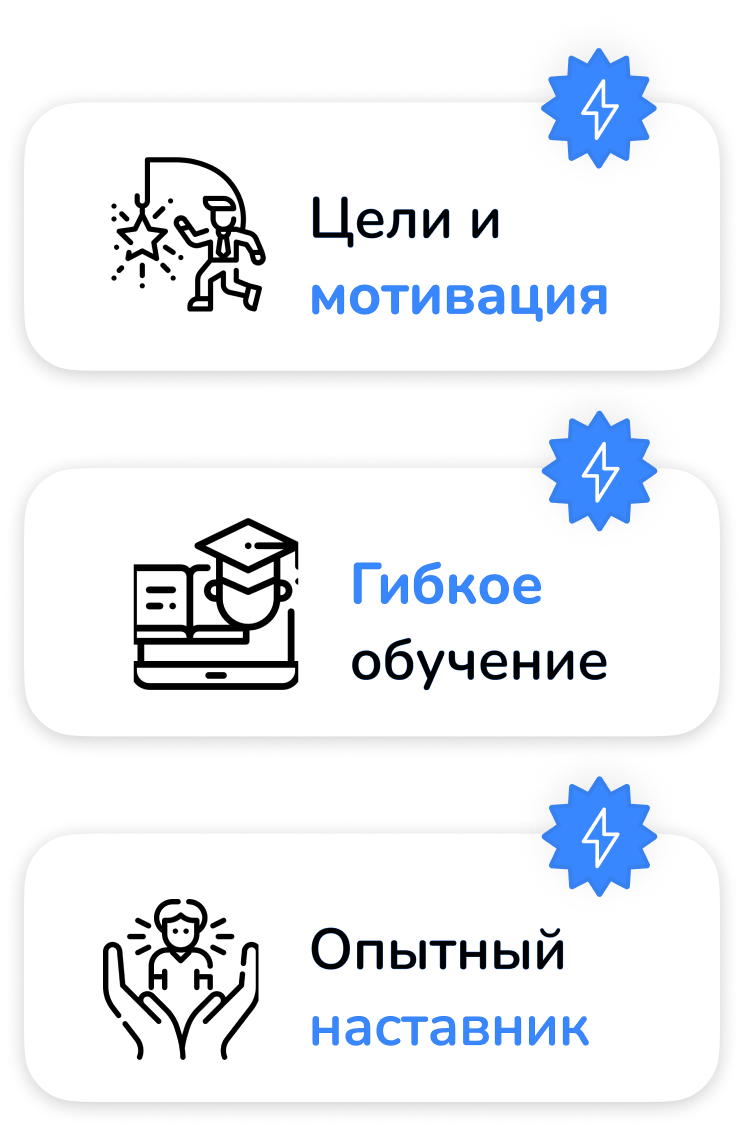 Цели и
мотивация
Гибкое
обучение
Опытный
наставник